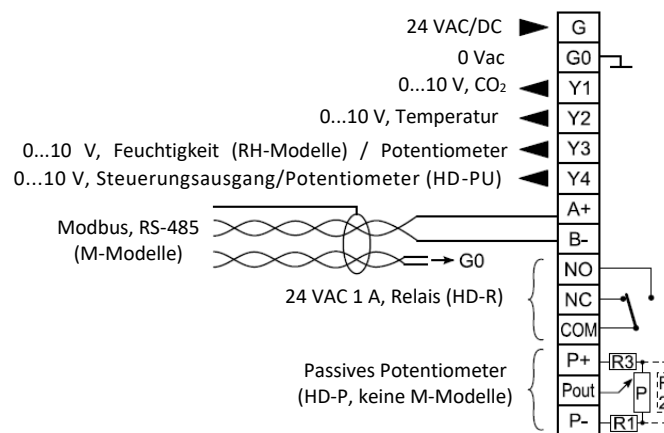 24 VAC/DC G
0 Vac G0
0...10 V, CO₂ Y1
0...10 V, Temperatur Y2
0...10 V, Feuchtigkeit (RH-Modelle) / Potentiometer Y3
0...10 V, Steuerungsausgang/Potentiometer (HD-PU) Y4
A+
Modbus, RS-485
(M-Modelle)
B-
G0
NO
24 VAC 1 A, Relais (HD-R) NC
COM
P+ R3
Passives Potentiometer
(HD-P, keine M-Modelle)
Pout P
P- R1